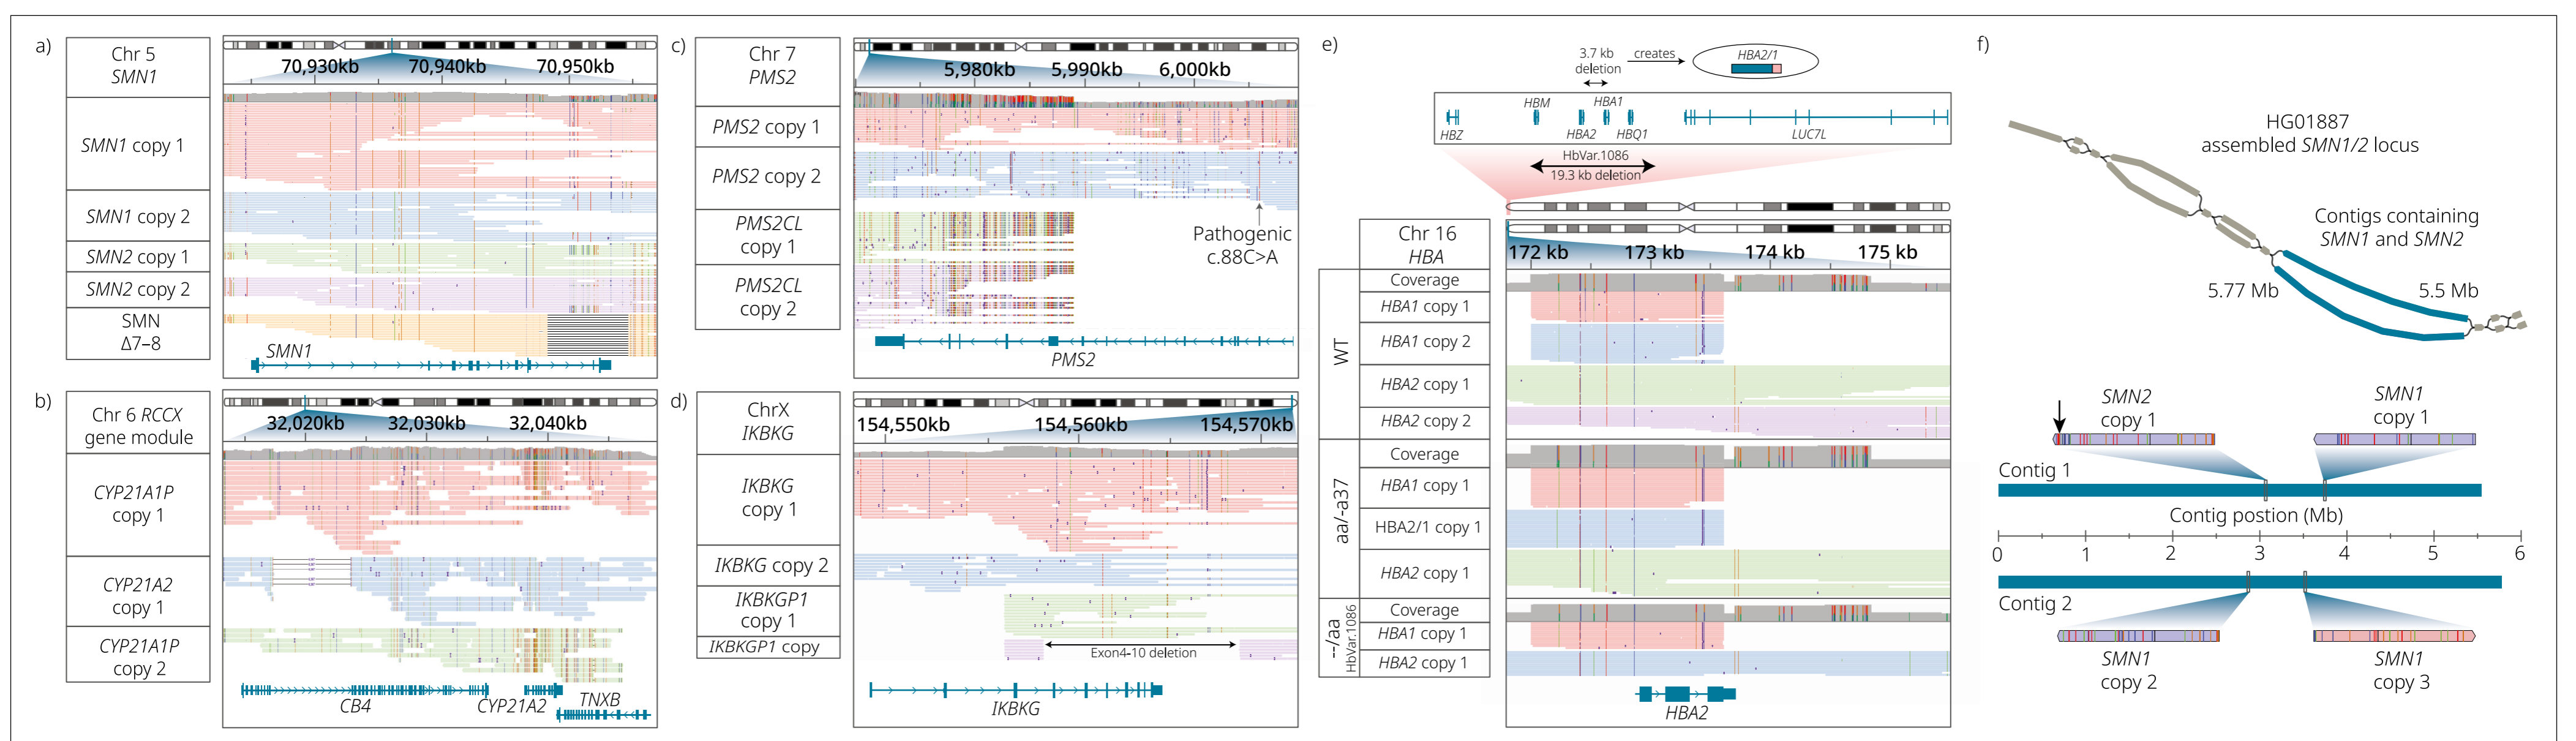 a)
Chr 5
SMN1
70,930kb 70,940kb 70,950kb
SMN1 copy 1
SMN1 copy 2
SMN2 copy 1
SMN2 copy 2
SMN
Δ7–8
SMN1
b)
Chr 6 RCCX
gene module
32,020kb 32,030kb 32,040kb
CYP21A1P
copy 1
CYP21A2
copy 1
CYP21A1P
copy 2
CB4 CYP21A2 TNXB
c)
Chr 7
PMS2
5,980kb 5,990kb 6,000kb
PMS2 copy 1
PMS2 copy 2
PMS2CL
copy 1
PMS2CL
copy 2
Pathogenic
c.88C>A
PMS2
d)
ChrX
IKBKG
154,550kb 154,560kb 154,570kb
IKBKG
copy 1
IKBKG copy 2
IKBKGP1
copy 1
IKBKGP1 copy
Exon4-10 deletion
IKBKG
e)
3.7 kb
deletion
creates
HBA2/1
HBZ
HBM
HBA2
HBA1
HBQ1
LUC7L
HbVar.1086
19.3 kb deletion
Chr 16
HBA
172 kb 173 kb 174 kb 175 kb
WT
Coverage
HBA1 copy 1
HBA1 copy 2
HBA2 copy 1
HBA2 copy 2
aa/-a37
Coverage
HBA1 copy 1
HBA2/1 copy 1
HBA2 copy 1
--/aa
HbVar.1086
Coverage
HBA1 copy 1
HBA2 copy 1
HBA2
f)
HG01887
assembled SMN1/2 locus
Contigs containing
SMN1 and SMN2
5.77 Mb
5.5 Mb
SMN2
copy 1
SMN1
copy 1
Contig 1
Contig postion (Mb)
0 1 2 3 4 5 6
Contig 2
SMN1
copy 2
SMN1
copy 3